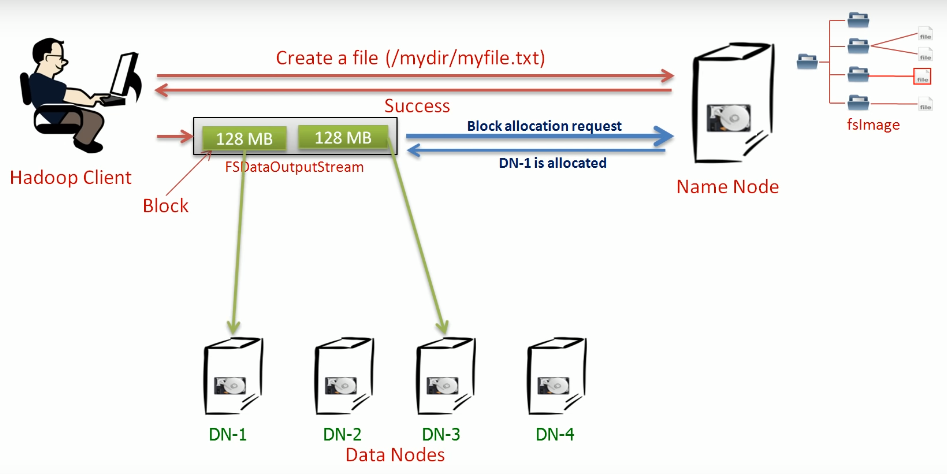 Create a file (/mydir/myfile.txt)
Success
file
file
file
file
fsImage
128 MB
128 MB
Block allocation request
DN-1 is allocated
FSDataOutputStream
Hadoop Client
Block
Name Node
DN-1
DN-2
DN-3
DN-4
Data Nodes